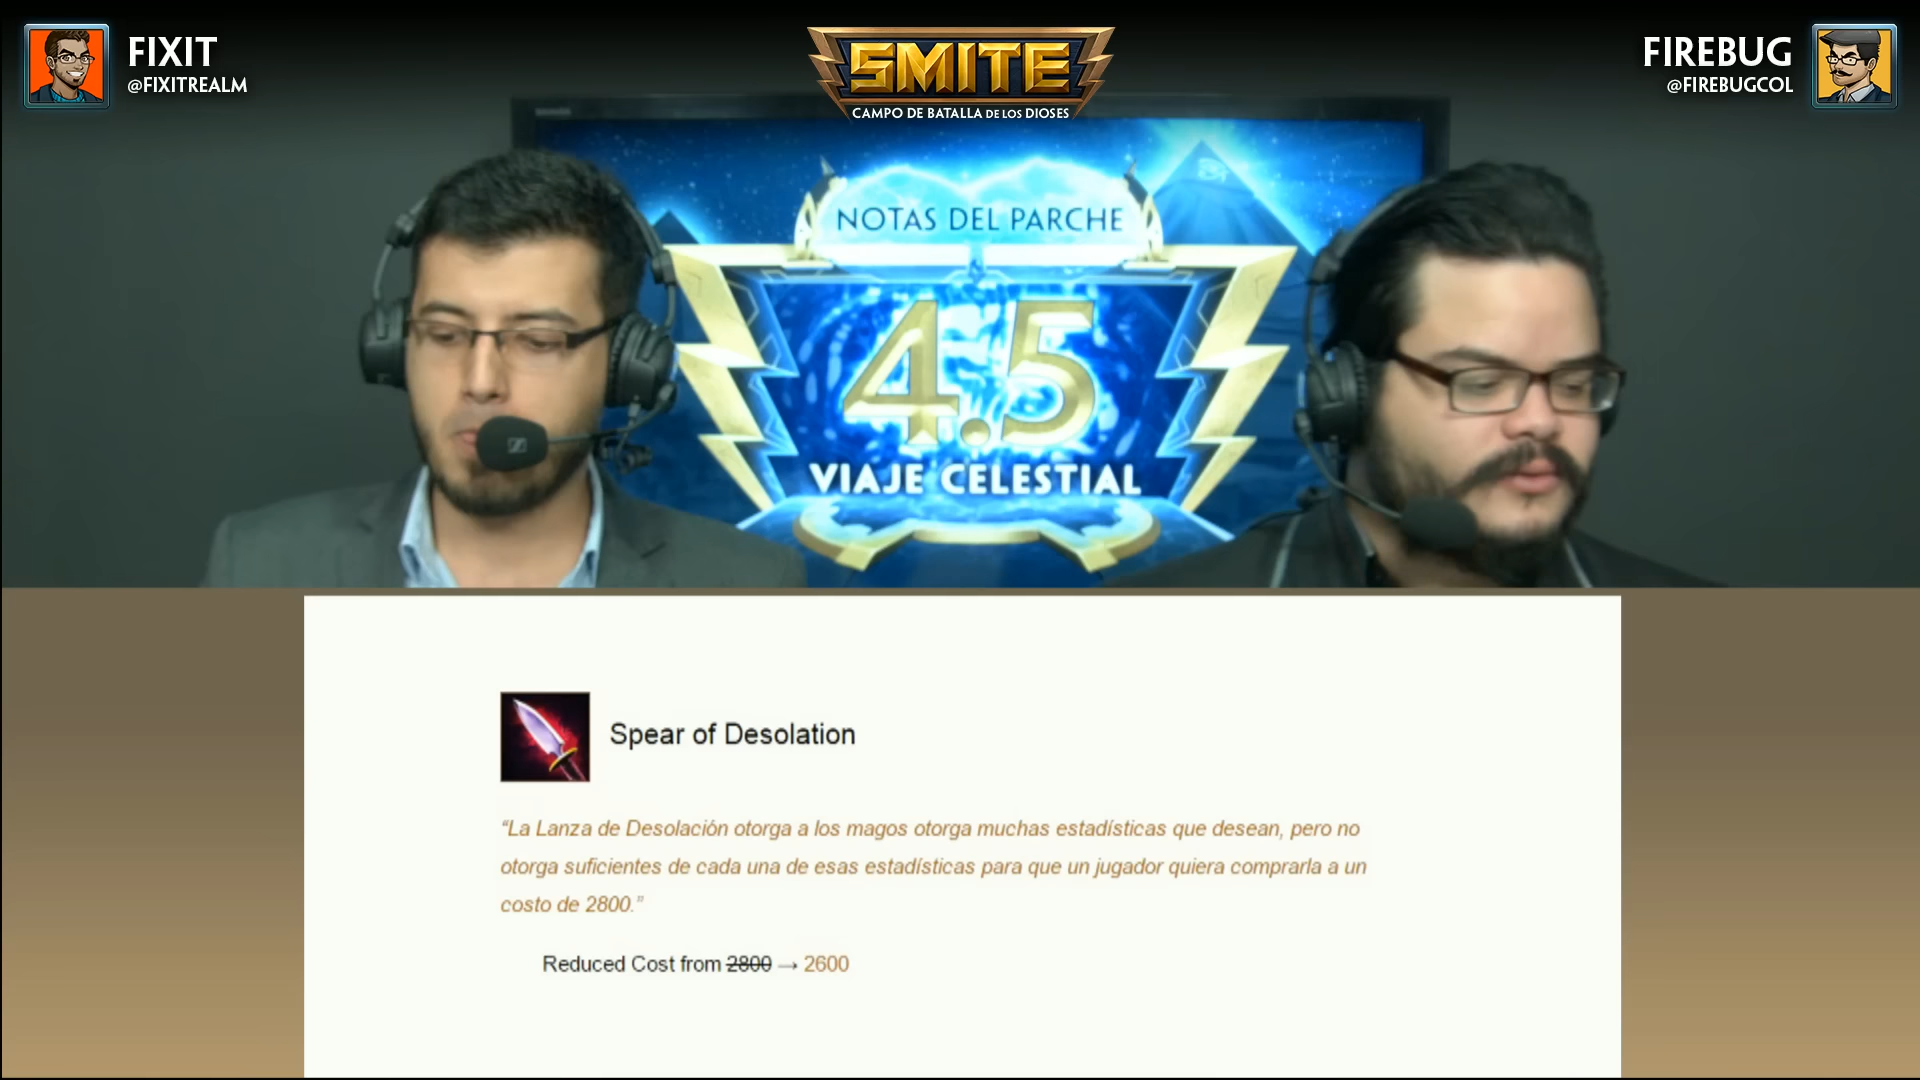 FIXIT
@FIXITREALM
SMITE
CAMPO DE BATALLA DE LOS DIOSES
FIREBUG
@FIREBUGCOL
NOTAS DEL PARCHE
4.5
VIAJE CELESTIAL
Spear of Desolation
“La Lanza de Desolación otorga a los magos otorga muchas estadísticas que desean, pero no
otorga suficientes de cada una de esas estadísticas para que un jugador quiera comprarla a un
costo de 2800.”
Reduced Cost from 2800 → 2600